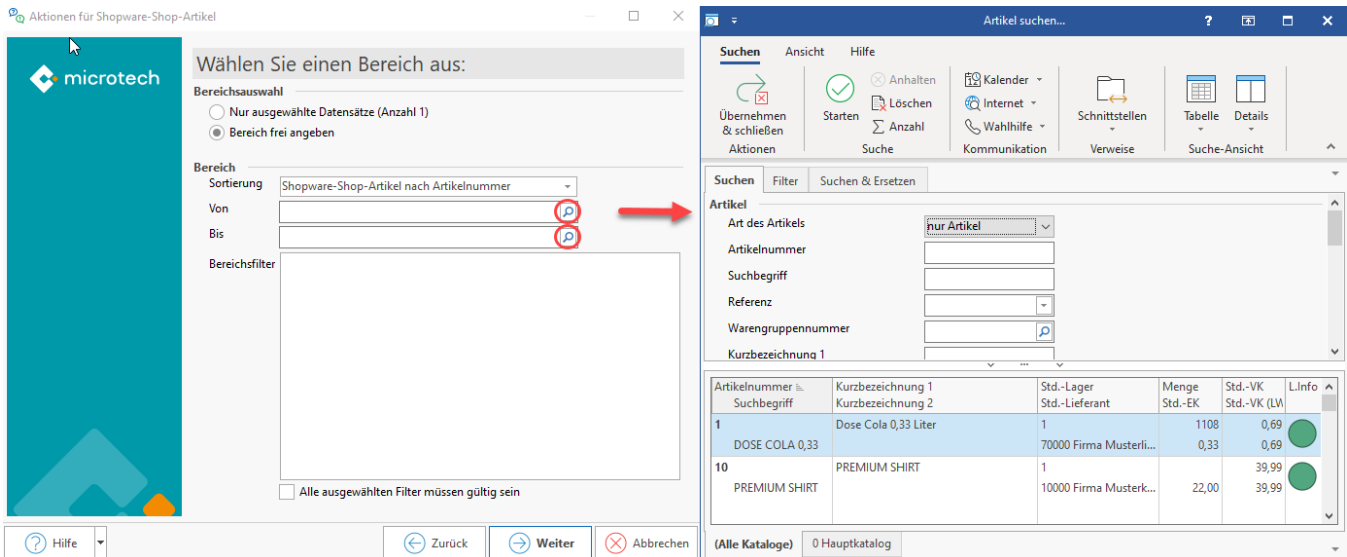 Aktionen für Shopware-Shop-Artikel
microtech
Wählen Sie einen Bereich aus:
Bereichsauswahl
Nur ausgewählte Datensätze (Anzahl 1)
Bereich frei angeben
Bereich
Sortierung Shopware-Shop-Artikel nach Artikelnummer
Von
Bis
Bereichsfilter
Alle ausgewählten Filter müssen gültig sein
Hilfe Zurück Weiter Abbrechen
Artikel suchen...
Suchen Ansicht Hilfe
Übernehmen & schließen
Aktionen
Starten
Anhalten
Löschen
Anzahl
Suche
Kalender
Internet
Wahlhilfe
Kommunikation
Schnittstellen
Verweise
Tabelle Details
Suche-Ansicht
Suchen Filter Suchen & Ersetzen
Artikel
Art des Artikels nur Artikel
Artikelnummer
Suchbegriff
Referenz
Warengruppennummer
Kurzbezeichnung 1
Artikelnummer Kurzbezeichnung 1 Std.-Lager Menge Std.-VK L.Info
Suchbegriff Kurzbezeichnung 2 Std.-Lieferant Std.-EK Std.-VK (LW
1 Dose Cola 0,33 Liter 1 1108 0,69
DOSE COLA 0,33 70000 Firma Musterli... 0,33 0,69
10 PREMIUM SHIRT 1 39,99
PREMIUM SHIRT 10000 Firma Musterk... 22,00 39,99
(Alle Kataloge) 0 Hauptkatalog